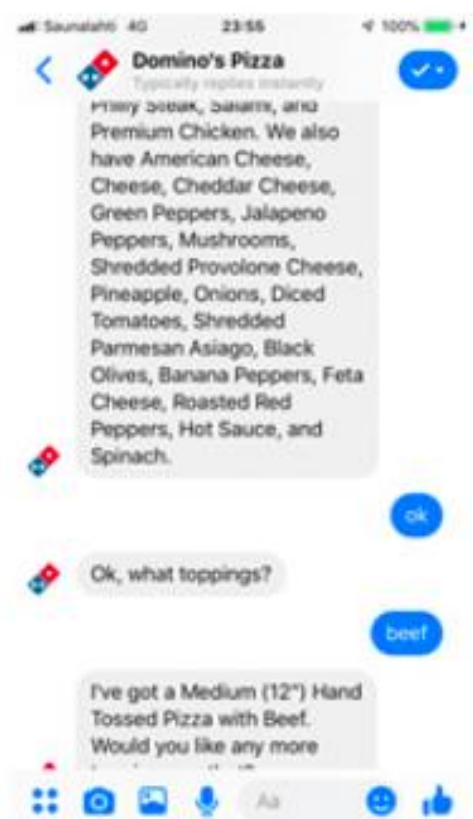 Saunalahti 4G 23:55 100%
Domino's Pizza
Typically replies instantly
Philly Steak, Salami, and
Premium Chicken. We also
have American Cheese,
Cheese, Cheddar Cheese,
Green Peppers, Jalapeno
Peppers, Mushrooms,
Shredded Provolone Cheese,
Pineapple, Onions, Diced
Tomatoes, Shredded
Parmesan Asiago, Black
Olives, Banana Peppers, Feta
Cheese, Roasted Red
Peppers, Hot Sauce, and
Spinach.
ok
Ok, what toppings?
beef
I've got a Medium (12") Hand
Tossed Pizza with Beef.
Would you like any more
Aa